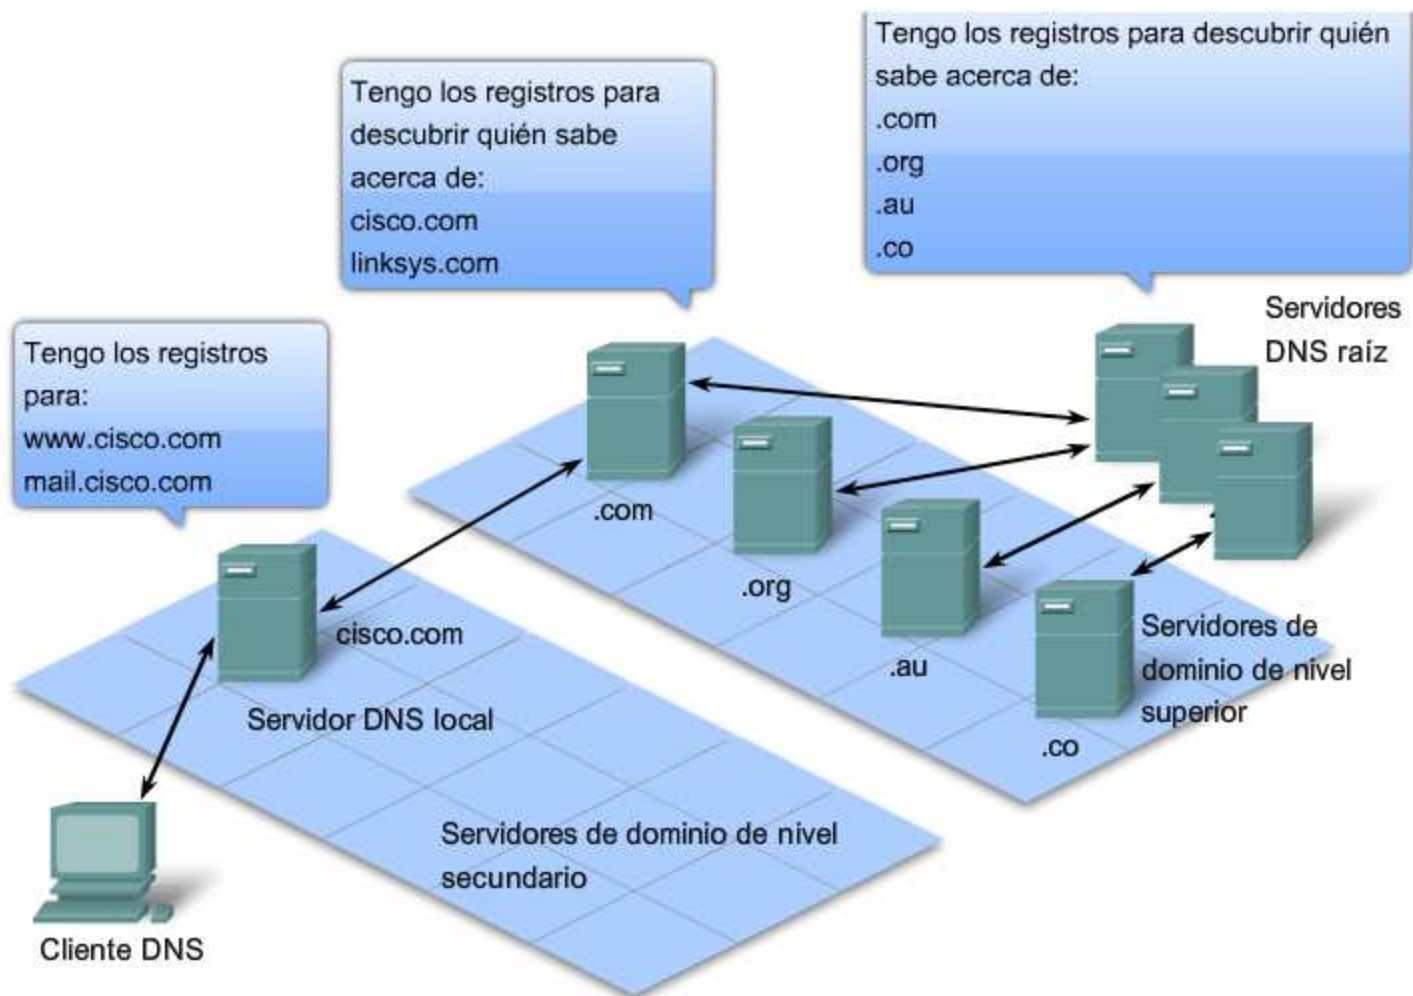 Tengo los registros para descubrir quién
sabe acerca de:
.com
.org
.au
.co
Tengo los registros para
descubrir quién sabe
acerca de:
cisco.com
linksys.com
Servidores
DNS raíz
Tengo los registros
para:
www.cisco.com
mail.cisco.com
.com
.org
.au
.co
cisco.com
Servidores de
dominio de nivel
superior
Servidor DNS local
Servidores de dominio de nivel
secundario
Cliente DNS